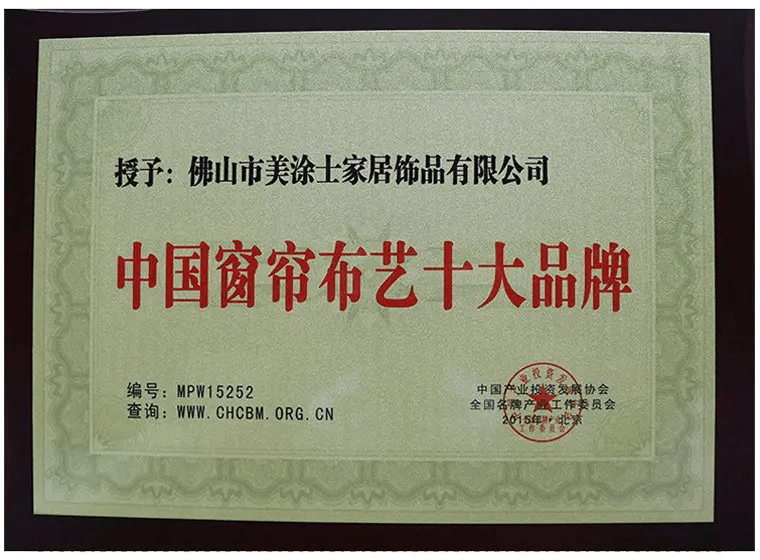 授予：佛山市美涂士家居饰品有限公司
中国窗帘布艺十大品牌
编号：MPW15252
查询：WWW.CHCBM.ORG.CN
中国产业投资发展协会
全国名牌产业工作委员会
2015年·北京